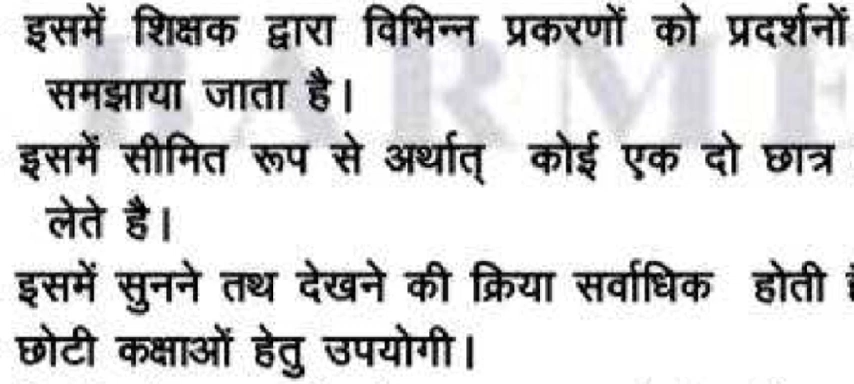 इसमें शिक्षक द्वारा विभिन्न प्रकरणों को प्रदर्शनों
समझाया जाता है।
इसमें सीमित रूप से अर्थात् कोई एक दो छात्र
लेते है।
इसमें सुनने तथ देखने की क्रिया सर्वाधिक होती
छोटी कक्षाओं हेतु उपयोगी।